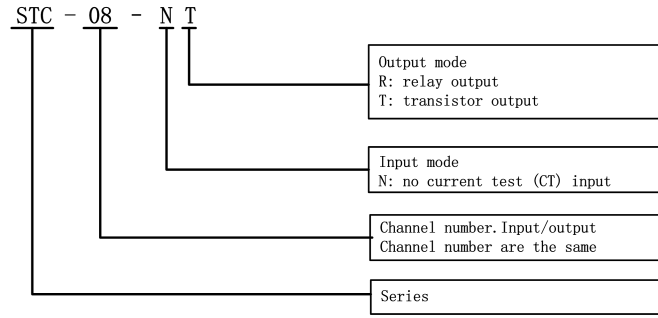 STC - 08 - N T
Output mode
R: relay output
T: transistor output
Input mode
N: no current test (CT) input
Channel number. Input/output
Channel number are the same
Series